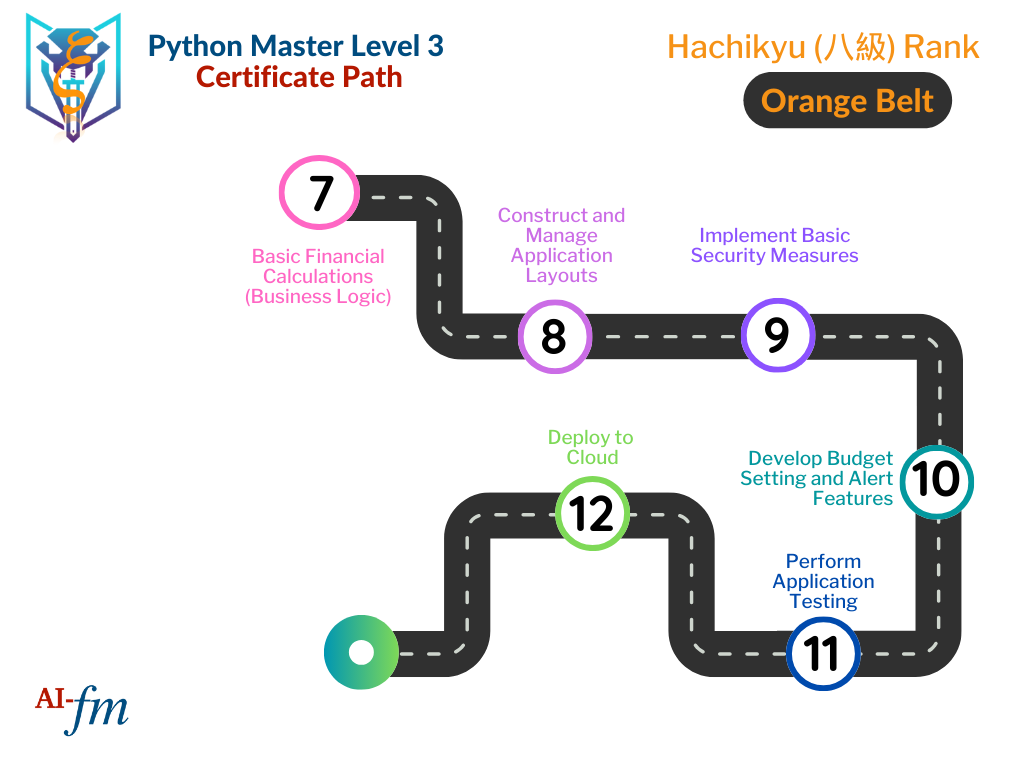 Python Master Level 3
Certificate Path
Hachikyu (八級) Rank
Orange Belt
7
Basic Financial
Calculations
(Business Logic)
Construct and
Manage
Application
Layouts
8
Implement Basic
Security Measures
9
Develop Budget
Setting and Alert
Features
10
Perform
Application
Testing
11
Deploy to
Cloud
12
AI-fm